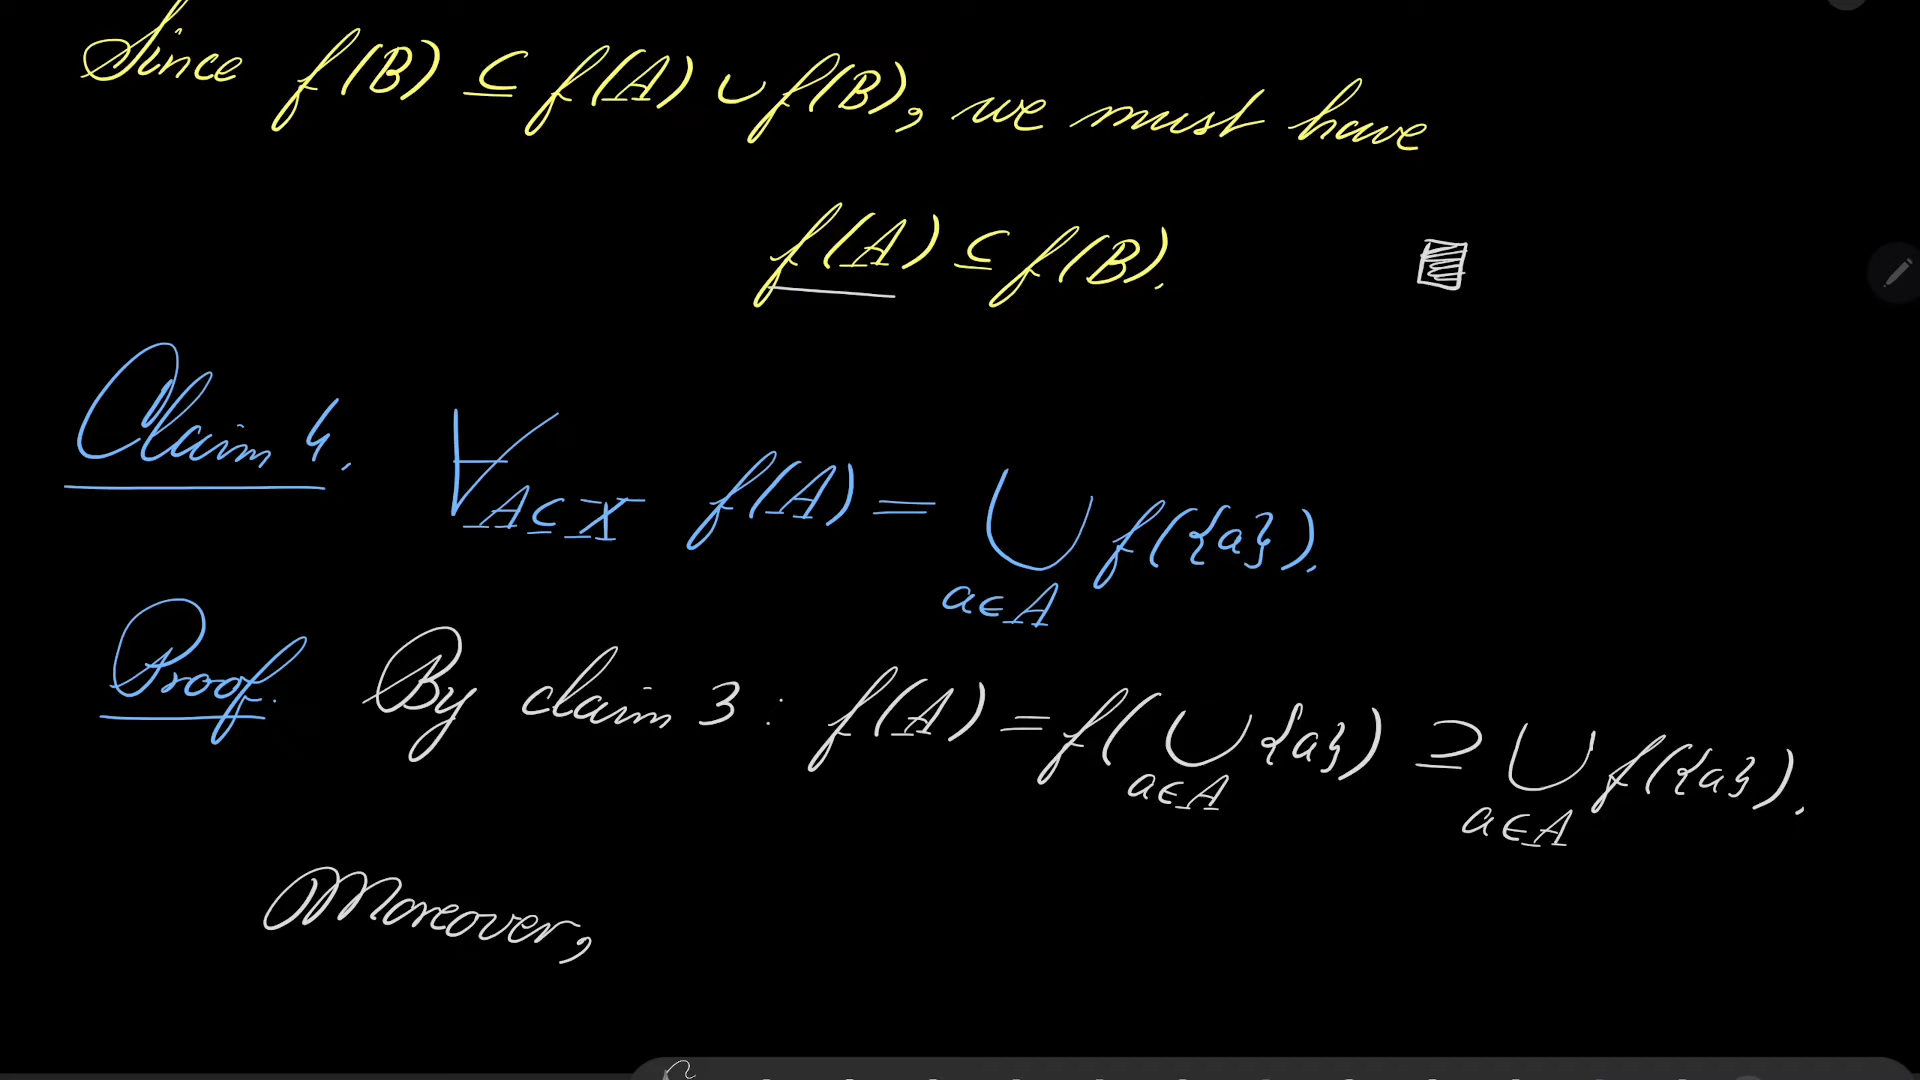 Since f(B) ⊆ f(A) ∪ f(B), we must have
f(A) ⊆ f(B).
Claim 4. ∀_{A⊆X} f(A) = ⋃_{a∈A} f({a}).
Proof. By claim 3: f(A) = f(⋃_{a∈A} {a}) ⊇ ⋃_{a∈A} f({a}).
Moreover,